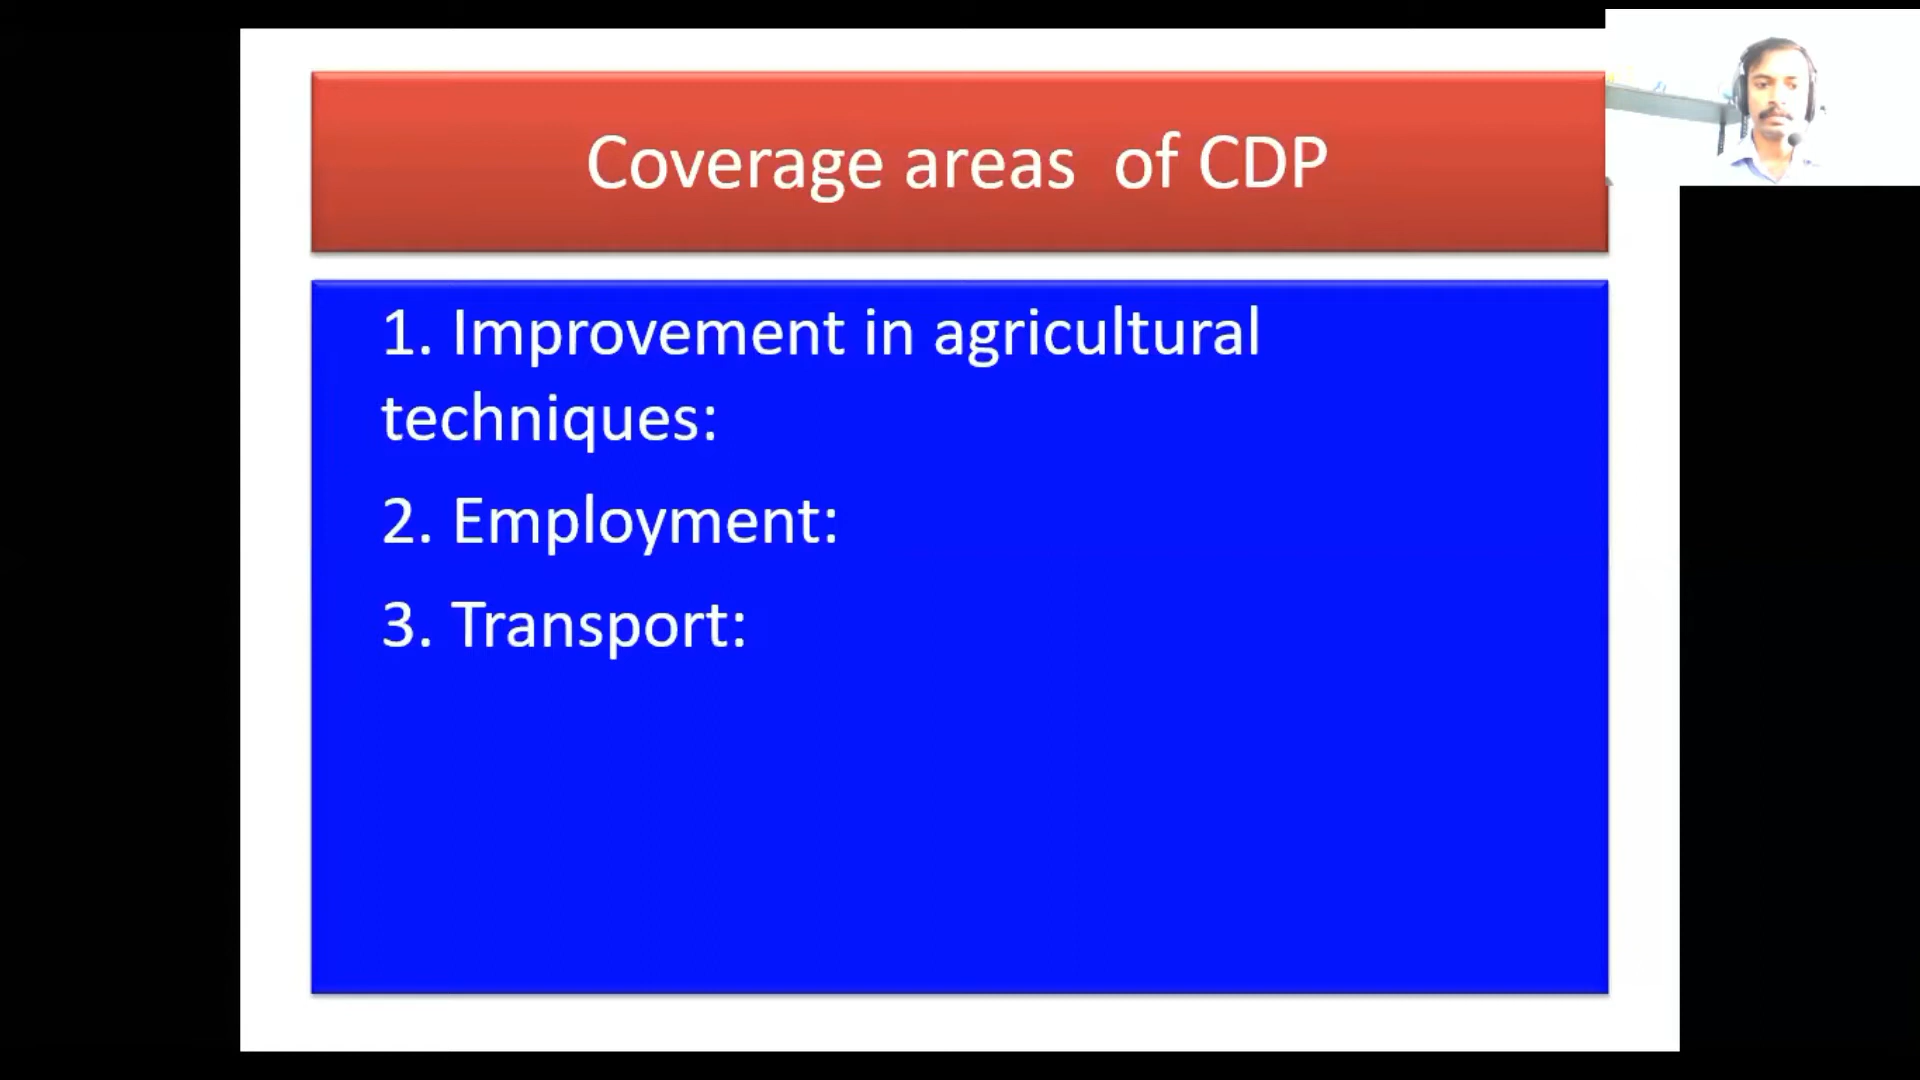 Coverage areas  of CDP
1. Improvement in agricultural
techniques:
2. Employment:
3. Transport: